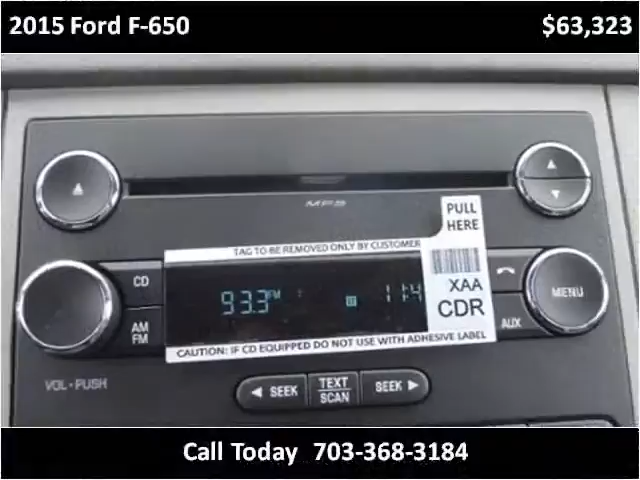 2015 Ford F-650
$63,323
MP3
PULL
HERE
TAG TO BE REMOVED ONLY BY CUSTOMER
CD
XAA
CDR
MENU
93.3 FM
AM
FM
AUX
CAUTION: IF CD EQUIPPED DO NOT USE WITH ADHESIVE LABEL
VOL•PUSH
SEEK
TEXT
SCAN
SEEK
Call Today 703-368-3184